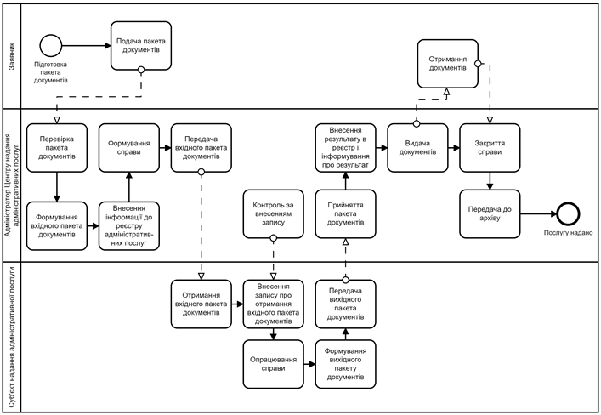 Заявник
Підготовка
пакета
документів
Подача пакета
документів
Отримання
документів
Адміністратор Центру надання
адміністративних послуг
Перевірка
пакета
документів
Формування
справи
Передача
вхідного пакета
документів
Внесення
результату в
реєстр і
інформування
про результат
Видача
документів
Закриття
справи
Формування
вхідного пакета
документів
Внесення
інформації до
реєстру
адміністратив-
них послуг
Контроль за
внесенням
запису
Прийняття
пакета
документів
Передача до
архіву
Послугу надано
Суб'єкт надання адміністративної послуги
Отримання
вхідного пакета
документів
Внесення
запису про
отримання
вхідного пакета
документів
Передача
вихідного
пакета
документів
Опрацювання
справи
Формування
вихідного
пакету
документів